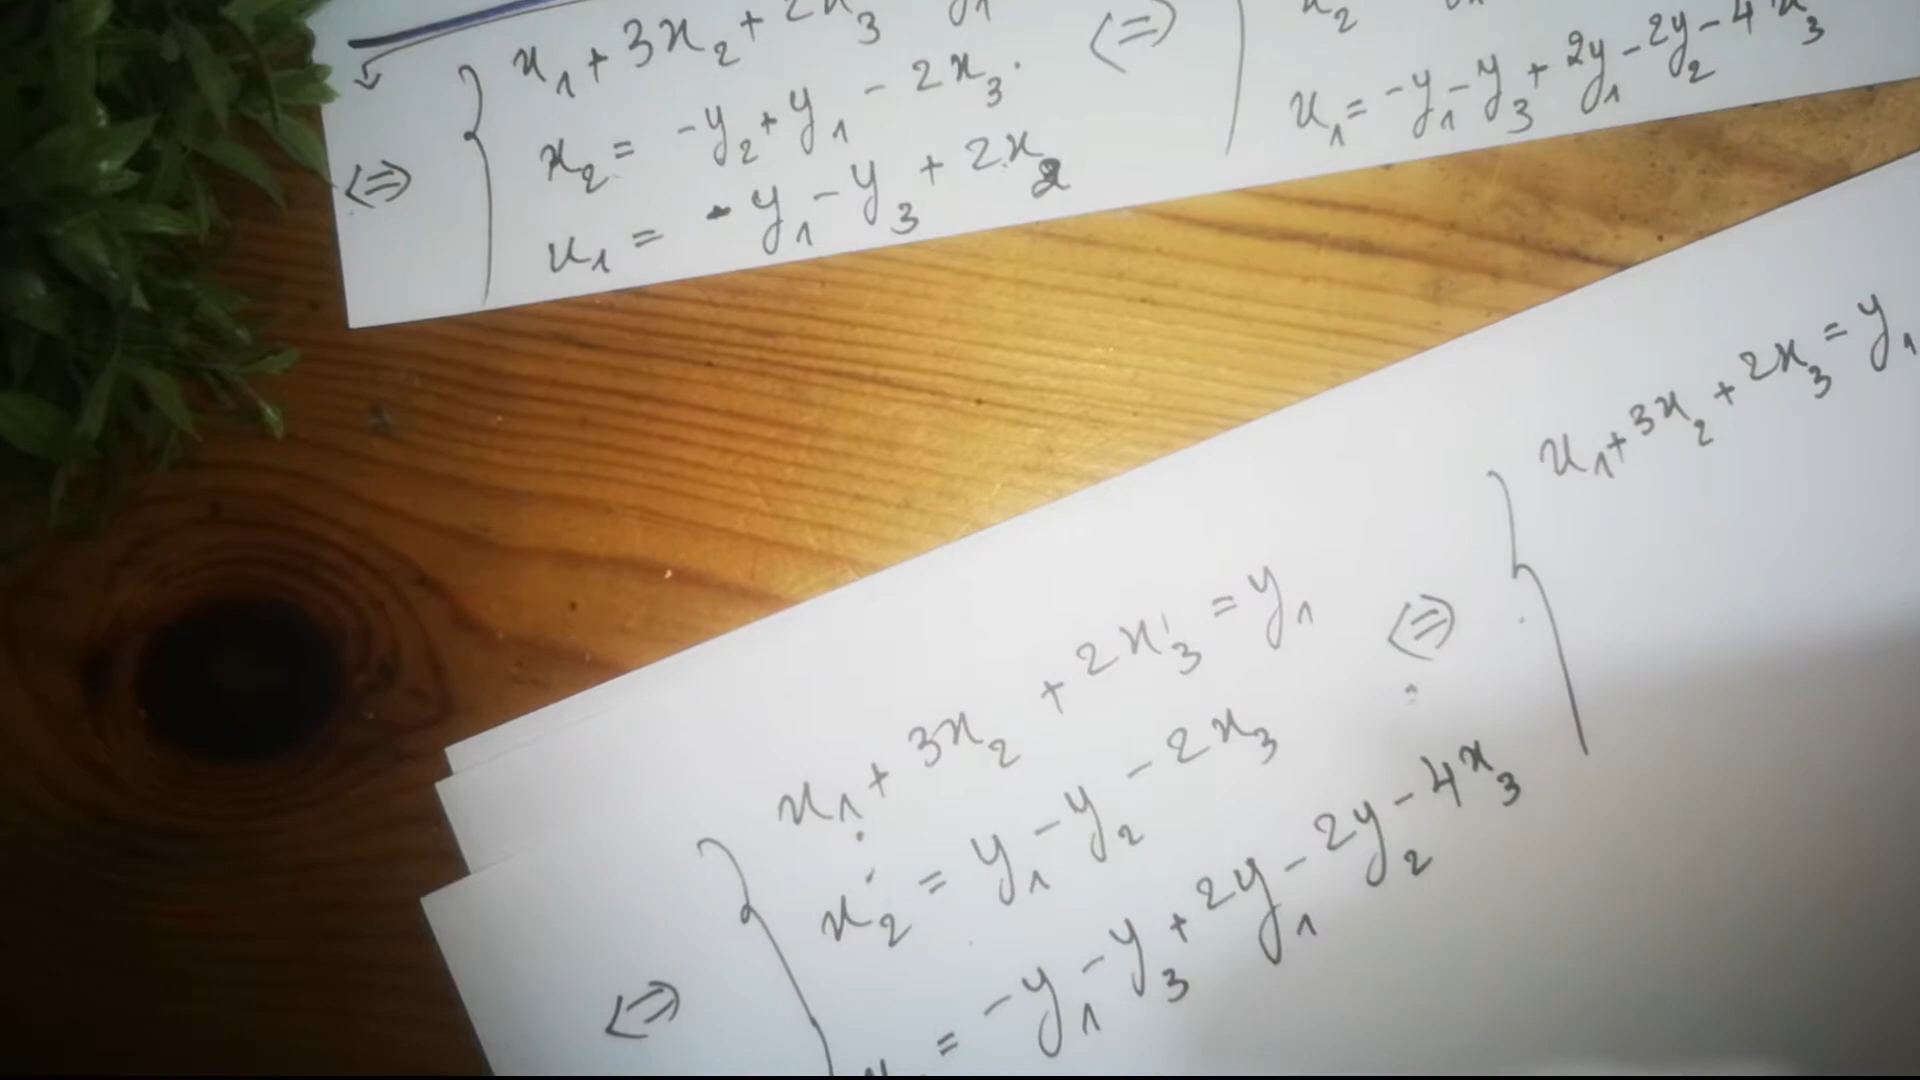 x₁ + 3x₂ + 2x₃ y₁
x₂ = -y₂ + y₁ - 2x₃.
⇔ { x₁ = -y₁ - y₃ + 2x₂
⇔ x₂
x₁ = -y₁ - y₃ + 2y₁ - 2y₂ - 4x₃
x₁ + 3x₂ + 2x₃ = y₁ ⇔ {
x₂ = y₁ - y₂ - 2x₃
⇔ { = -y₁ - y₃ + 2y₁ - 2y₂ - 4x₃
x₁ + 3x₂ + 2x₃ = y₁